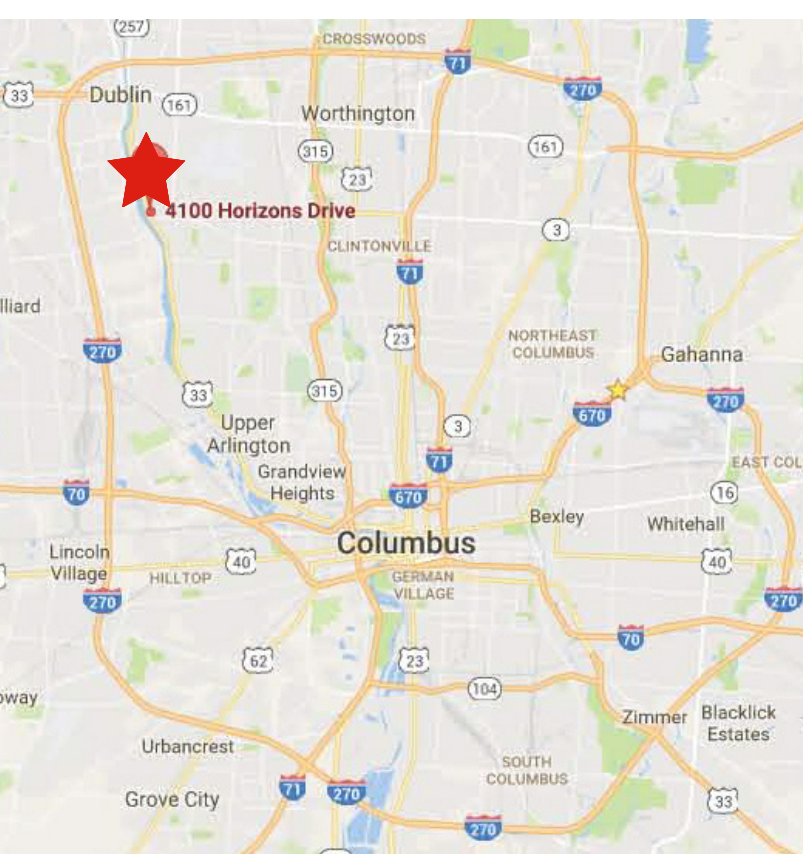 257
CROSSWOODS
71
33
Dublin
161
270
Worthington
315
161
23
4100 Horizons Drive
3
CLINTONVILLE
71
lliard
23
NORTHEAST
COLUMBUS
270
Gahanna
33
315
670
270
Upper
Arlington
3
71
EAST COL
Grandview
Heights
70
670
16
Bexley
Whitehall
Columbus
Lincoln
Village
HILLTOP
40
40
GERMAN
VILLAGE
270
270
70
62
23
104
oway
Zimmer
Blacklick
Estates
Urbancrest
SOUTH
COLUMBUS
71
270
Grove City
33
270